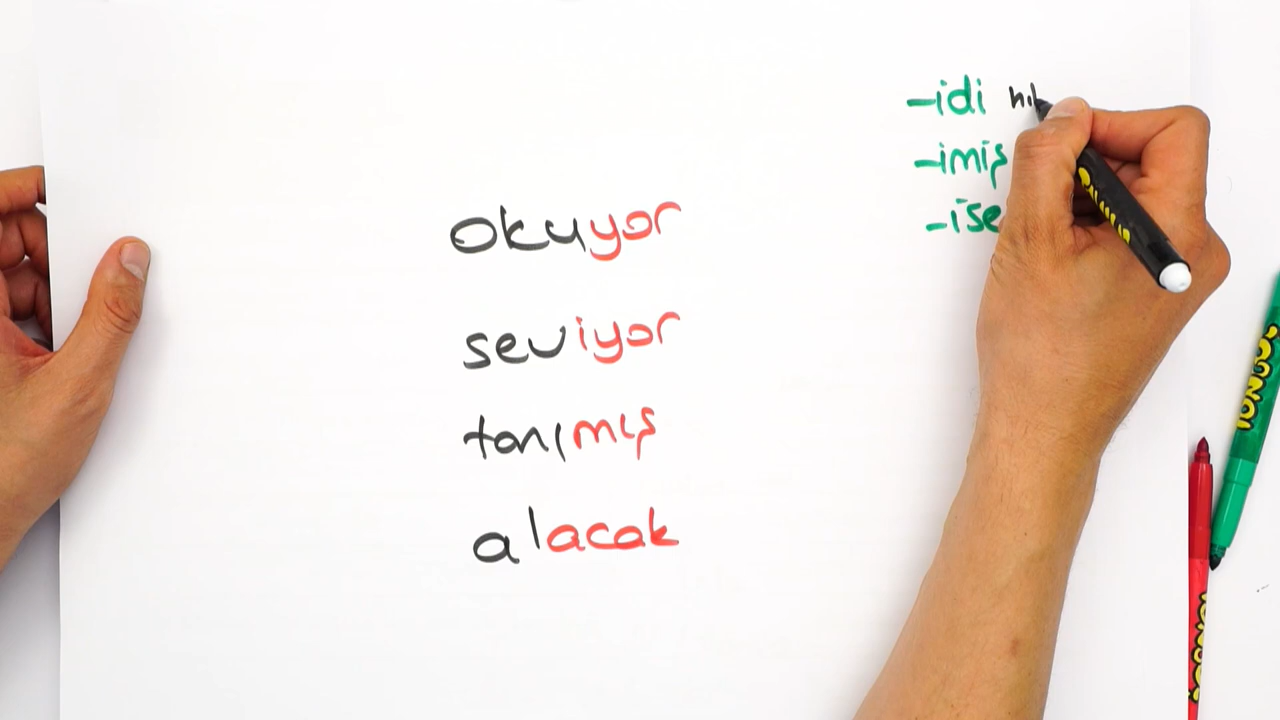 -idi
-imiş
-ise
okuyor
seviyor
tanımış
alacak